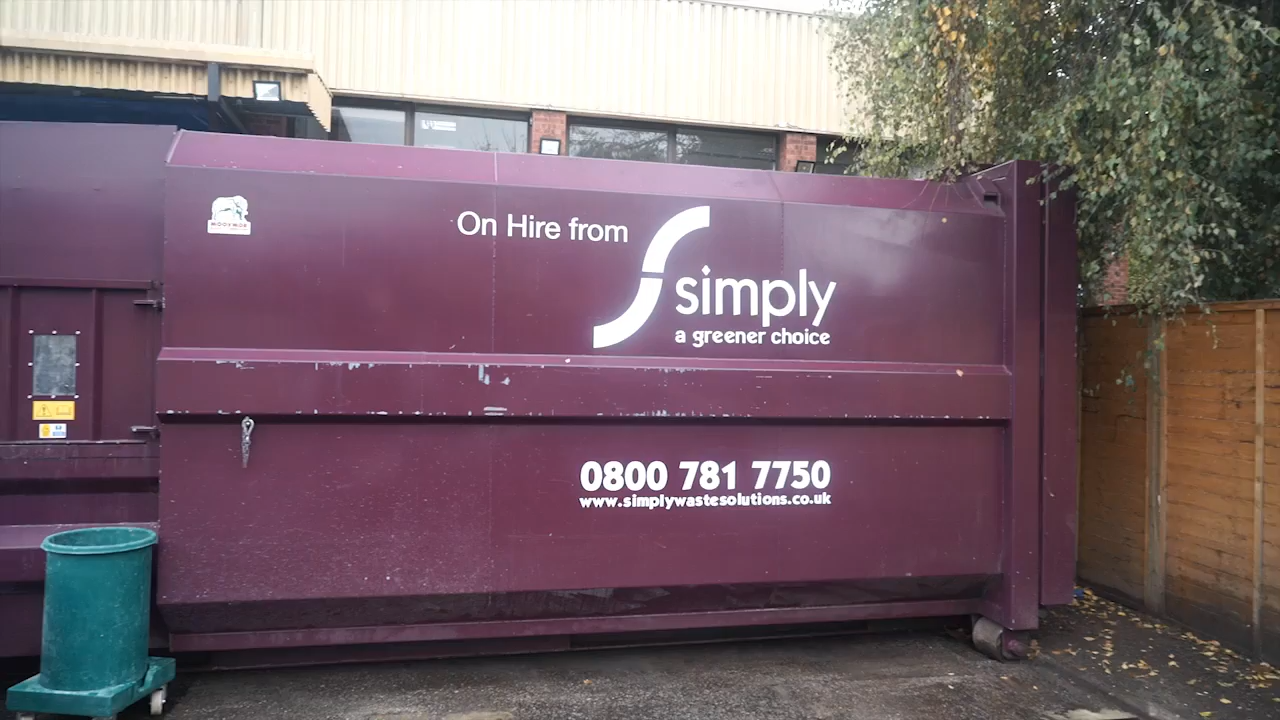 On Hire from
simply
a greener choice
0800 781 7750
www.simplywastesolutions.co.uk